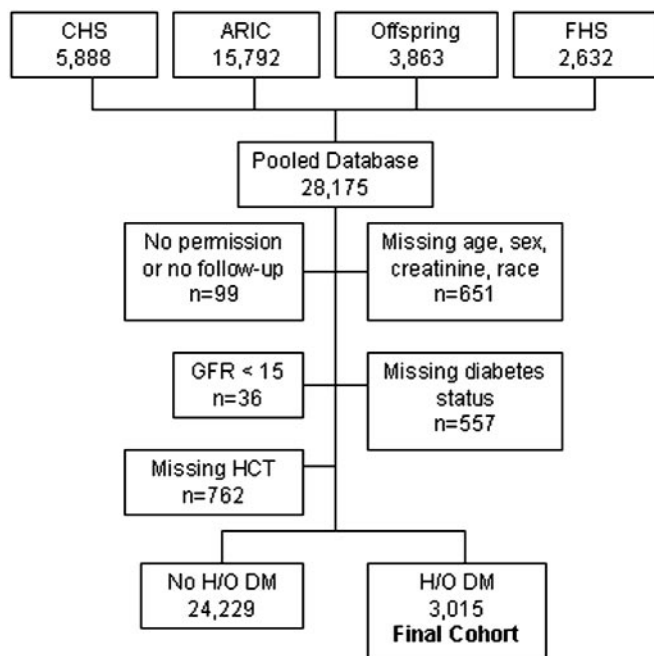 CHS
5,888
ARIC
15,792
Offspring
3,863
FHS
2,632
Pooled Database
28,175
No permission
or no follow-up
n=99
Missing age, sex,
creatinine, race
n=651
GFR < 15
n=36
Missing diabetes
status
n=557
Missing HCT
n=762
No H/O DM
24,229
H/O DM
3,015
Final Cohort